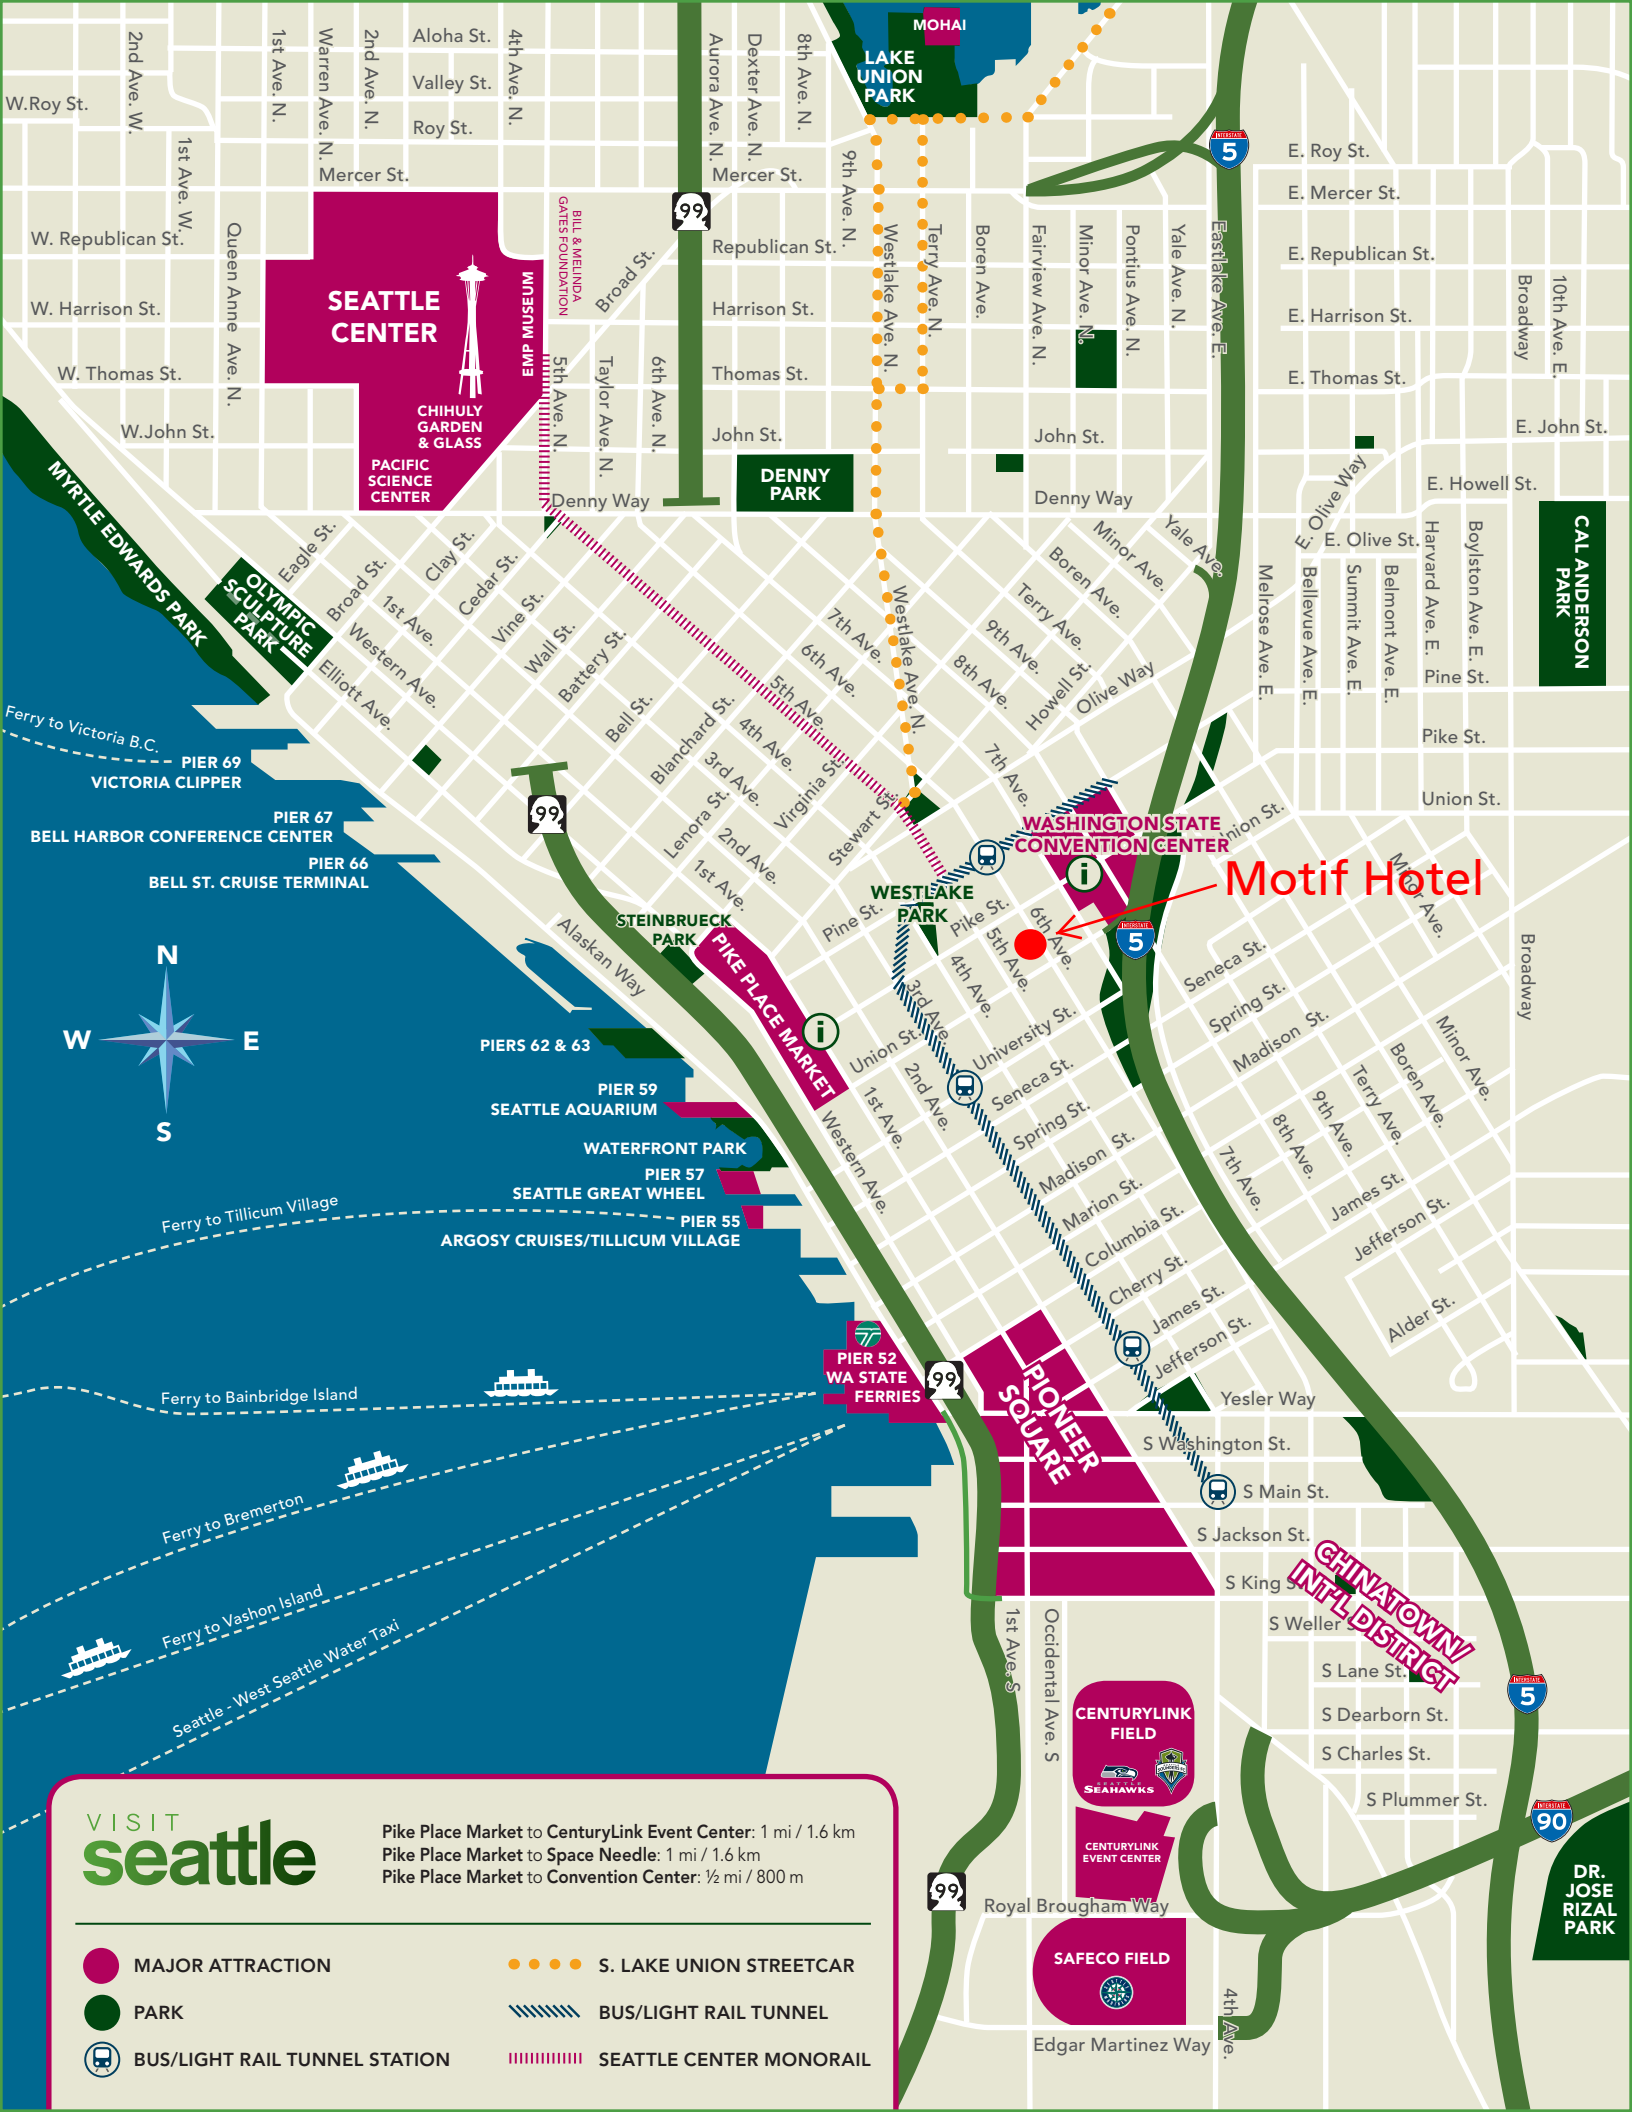 MOHAI
LAKE
UNION
PARK
2nd Ave. W.
1st Ave. N.
Warren Ave. N.
2nd Ave. N.
Aloha St.
Valley St.
Roy St.
4th Ave. N.
Aurora Ave. N.
Dexter Ave. N.
8th Ave. N.
W.Roy St.
1st Ave. W.
Mercer St.
Mercer St.
9th Ave. N.
INTERSTATE
5
E. Roy St.
E. Mercer St.
W. Republican St.
Queen Anne Ave. N.
BILL & MELINDA
GATES FOUNDATION
99
Broad St.
Republican St.
Westlake Ave. N.
Terry Ave. N.
Boren Ave.
Fairview Ave. N.
Minor Ave. N.
Pontius Ave. N.
Yale Ave. N.
Eastlake Ave. E.
E. Republican St.
Broadway
10th Ave. E.
SEATTLE
CENTER
EMP MUSEUM
W. Harrison St.
Harrison St.
E. Harrison St.
W. Thomas St.
5th Ave. N.
Taylor Ave. N.
6th Ave. N.
Thomas St.
E. Thomas St.
CHIHULY
GARDEN
& GLASS
W.John St.
John St.
John St.
E. John St.
PACIFIC
SCIENCE
CENTER
DENNY
PARK
Denny Way
Denny Way
E. Olive Way
E. Howell St.
MYRTLE EDWARDS PARK
OLYMPIC
SCULPTURE
PARK
Eagle St.
Broad St.
Clay St.
Cedar St.
Vine St.
Wall St.
Battery St.
Bell St.
Blanchard St.
Lenora St.
Virginia St.
Stewart St.
1st Ave.
Western Ave.
Elliott Ave.
Westlake Ave. N.
7th Ave.
6th Ave.
5th Ave.
4th Ave.
3rd Ave.
2nd Ave.
1st Ave.
Minor Ave.
Yale Ave.
Boren Ave.
Terry Ave.
9th Ave.
8th Ave.
Howell St.
Olive Way
7th Ave.
E. Olive St.
Melrose Ave. E.
Bellevue Ave. E.
Summit Ave. E.
Belmont Ave. E.
Harvard Ave. E.
Boylston Ave. E.
CAL ANDERSON
PARK
Pine St.
Pike St.
Union St.
Ferry to Victoria B.C.
PIER 69
VICTORIA CLIPPER
PIER 67
BELL HARBOR CONFERENCE CENTER
PIER 66
BELL ST. CRUISE TERMINAL
99
WASHINGTON STATE
CONVENTION CENTER
i
Union St.
Motif Hotel
Minor Ave.
Broadway
WESTLAKE
PARK
Pine St.
Pike St.
6th Ave.
5th Ave.
4th Ave.
3rd Ave.
INTERSTATE
5
STEINBRUECK
PARK
Alaskan Way
PIKE PLACE MARKET
i
Union St.
University St.
Seneca St.
Spring St.
Madison St.
Marion St.
Columbia St.
Cherry St.
James St.
Jefferson St.
2nd Ave.
1st Ave.
Western Ave.
Seneca St.
Spring St.
Madison St.
Minor Ave.
Boren Ave.
Terry Ave.
9th Ave.
8th Ave.
7th Ave.
James St.
Jefferson St.
Alder St.
N
W
E
S
PIERS 62 & 63
PIER 59
SEATTLE AQUARIUM
WATERFRONT PARK
PIER 57
SEATTLE GREAT WHEEL
PIER 55
ARGOSY CRUISES/TILLICUM VILLAGE
Ferry to Tillicum Village
PIER 52
WA STATE
FERRIES
99
PIONEER
SQUARE
Yesler Way
S Washington St.
S Main St.
S Jackson St.
S King S
S Weller S
S Lane St.
S Dearborn St.
S Charles St.
S Plummer St.
CHINATOWN/
INT'L DISTRICT
Ferry to Bainbridge Island
Ferry to Bremerton
Ferry to Vashon Island
Seattle - West Seattle Water Taxi
1st Ave. S
Occidental Ave. S
CENTURYLINK
FIELD
SEATTLE
SEAHAWKS
SOUNDERS FC
CENTURYLINK
EVENT CENTER
INTERSTATE
5
INTERSTATE
90
DR.
JOSE
RIZAL
PARK
99
Royal Brougham Way
SAFECO FIELD
4th Ave.
Edgar Martinez Way
VISIT
seattle
Pike Place Market to CenturyLink Event Center: 1 mi / 1.6 km
Pike Place Market to Space Needle: 1 mi / 1.6 km
Pike Place Market to Convention Center: ½ mi / 800 m
MAJOR ATTRACTION
PARK
BUS/LIGHT RAIL TUNNEL STATION
S. LAKE UNION STREETCAR
BUS/LIGHT RAIL TUNNEL
SEATTLE CENTER MONORAIL